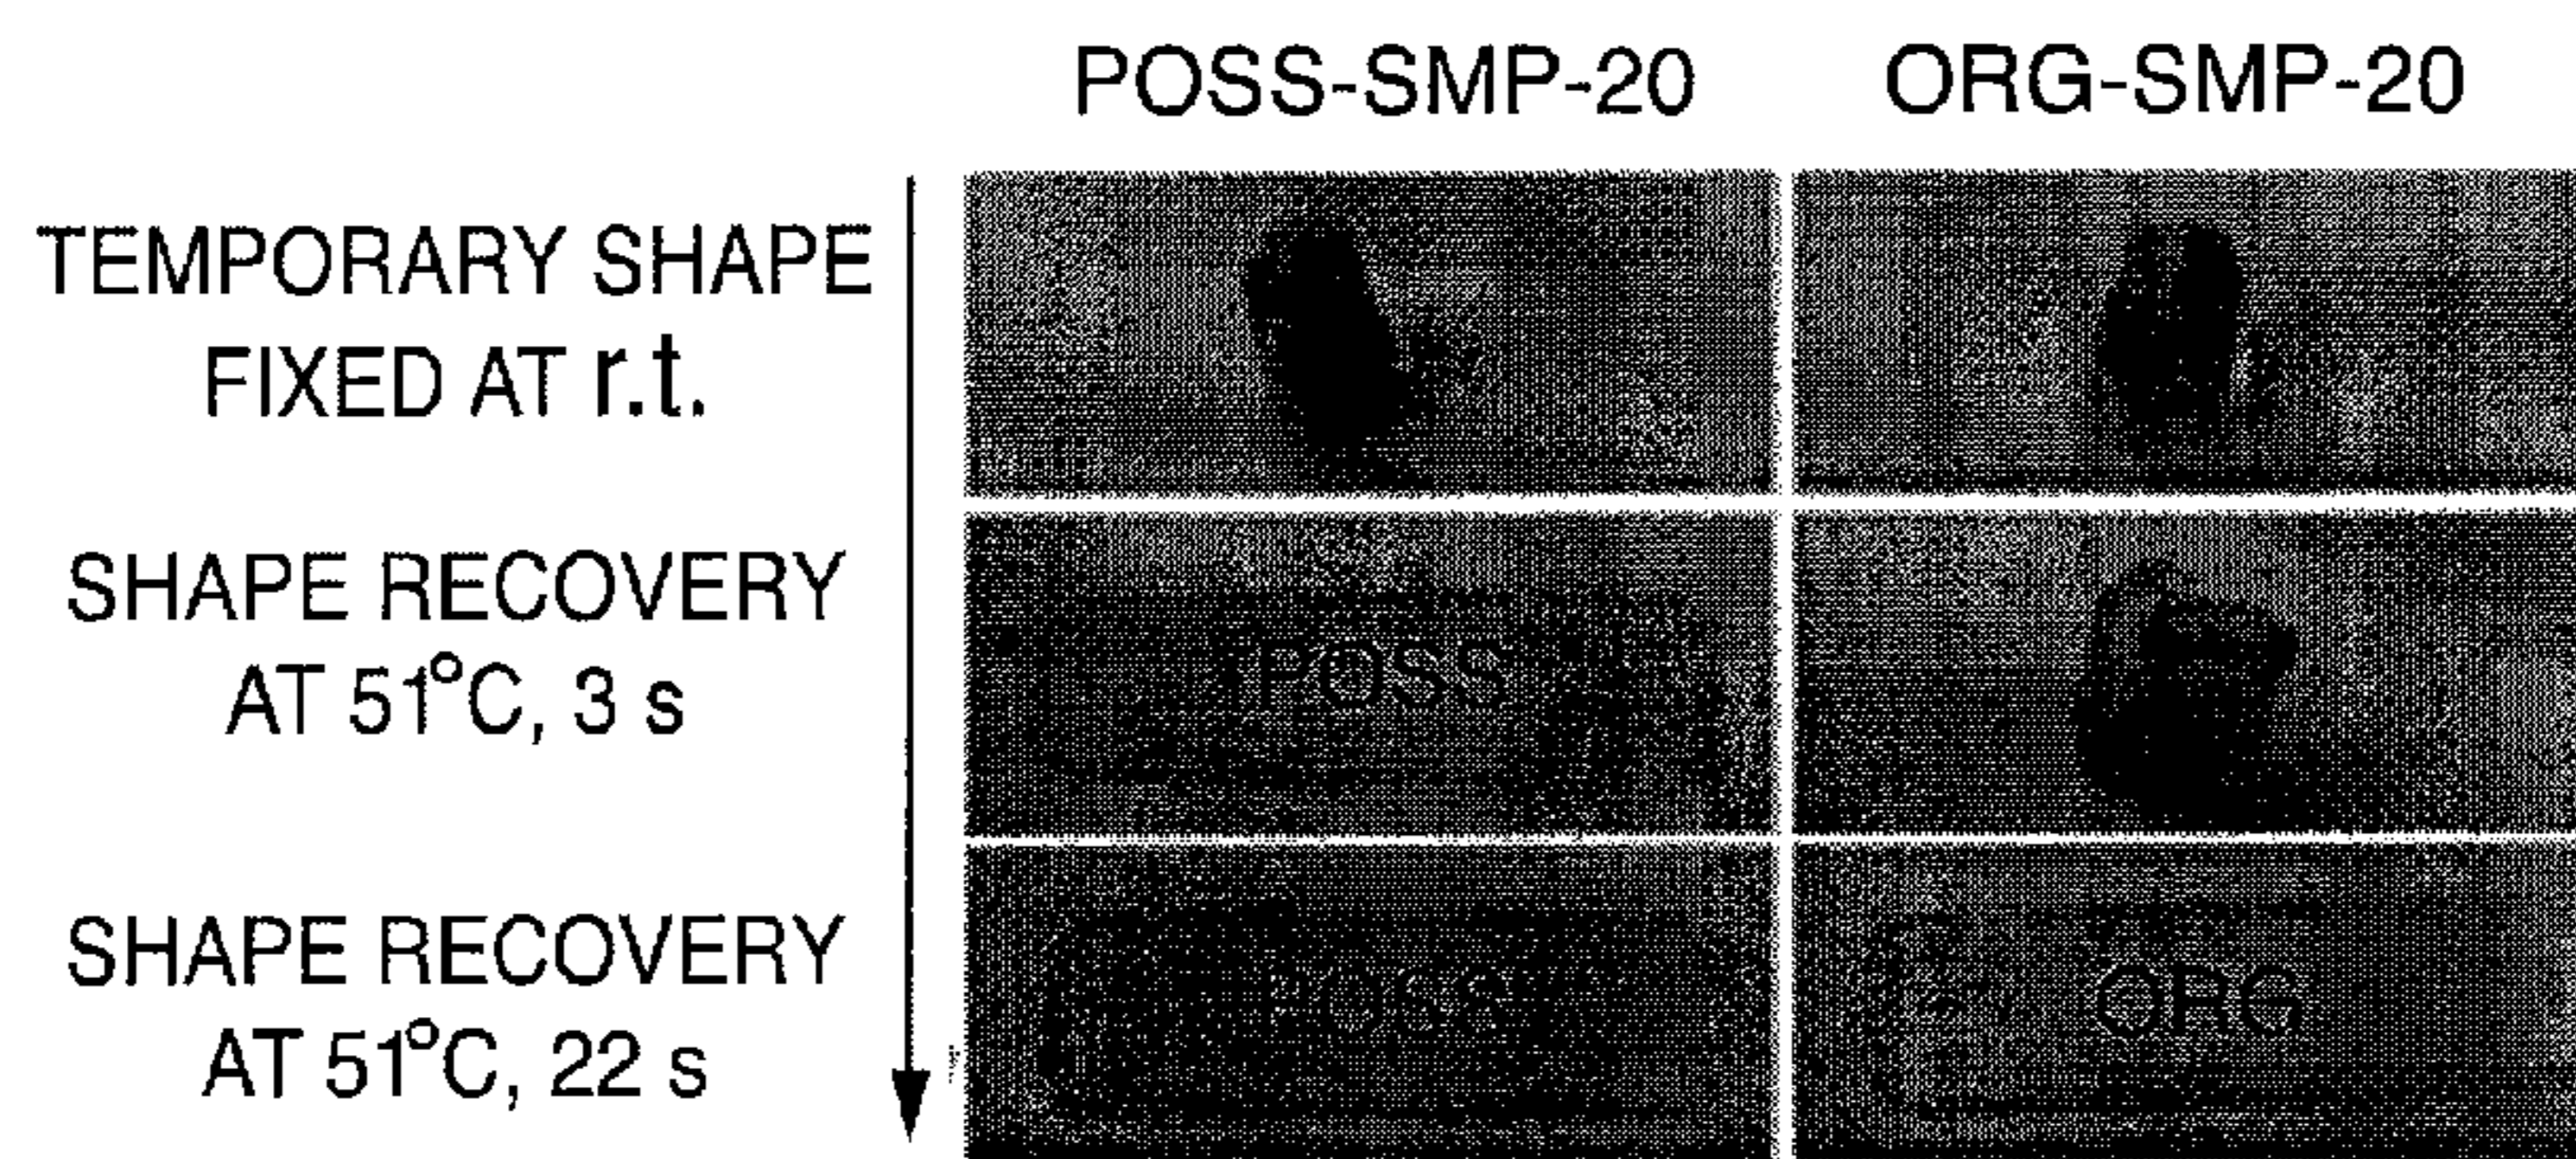 POSS-SMP-20 ORG-SMP-20
TEMPORARY SHAPE
FIXED AT r.t.
SHAPE RECOVERY
AT 51°C, 3 s
POSS
SHAPE RECOVERY
AT 51°C, 22 s
POSS ORG